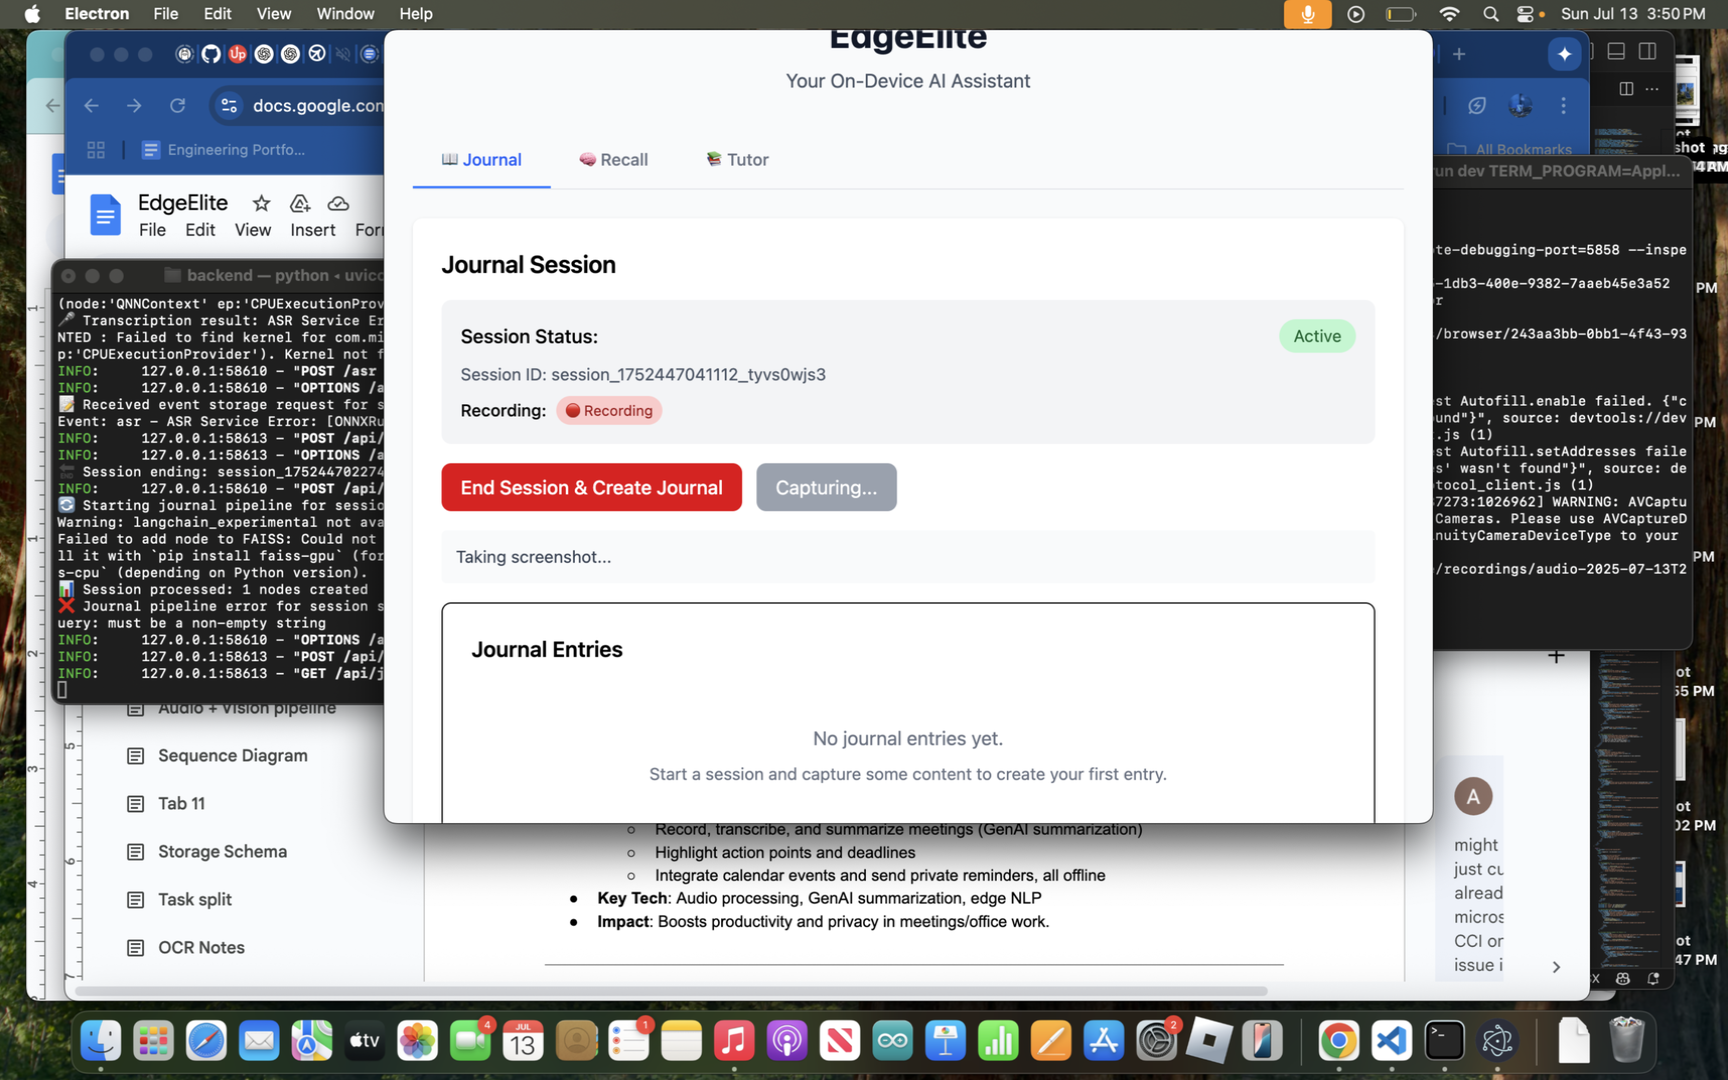 Electron File Edit View Window Help
Sun Jul 13 3:50 PM
EdgeElite
Your On-Device AI Assistant
Journal
Recall
Tutor
Journal Session
Session Status:
Active
Session ID: session_1752447041112_tyvs0wjs3
Recording: Recording
End Session & Create Journal
Capturing...
Taking screenshot...
Journal Entries
No journal entries yet.
Start a session and capture some content to create your first entry.
Up
docs.google.con
Engineering Portfo...
All Bookmarks
EdgeElite
File Edit View Insert
backend — python ◂ uvic
(node:'QNNContext' ep:'CPUExecutionProv
Transcription result: ASR Service Er
NTED : Failed to find kernel for com.mi
p:'CPUExecutionProvider'). Kernel not f
INFO: 127.0.0.1:58610 - "POST /asr
INFO: 127.0.0.1:58610 - "OPTIONS /a
Received event storage request for s
Event: asr - ASR Service Error: [ONNXRu
INFO: 127.0.0.1:58613 - "POST /api/
INFO: 127.0.0.1:58613 - "OPTIONS /a
Session ending: session_175244702274
INFO: 127.0.0.1:58613 - "POST /api/
Starting journal pipeline for sessio
Warning: langchain_experimental not ava
Failed to add node to FAISS: Could not
ll it with `pip install faiss-gpu` (for
s-cpu` (depending on Python version).
Session processed: 1 nodes created
Journal pipeline error for session s
uery: must be a non-empty string
INFO: 127.0.0.1:58610 - "OPTIONS /a
INFO: 127.0.0.1:58613 - "POST /api/
INFO: 127.0.0.1:58613 - "GET /api/j
Audio + Vision pipeline
Sequence Diagram
Tab 11
Storage Schema
Task split
OCR Notes
Record, transcribe, and summarize meetings (GenAI summarization)
Highlight action points and deadlines
Integrate calendar events and send private reminders, all offline
Key Tech: Audio processing, GenAI summarization, edge NLP
Impact: Boosts productivity and privacy in meetings/office work.
run dev TERM_PROGRAM=Appl...
te-debugging-port=5858 --inspe
-1db3-400e-9382-7aaeb45e3a52
r
/browser/243aa3bb-0bb1-4f43-93
st Autofill.enable failed. {"c
ound"}", source: devtools://dev
.js (1)
st Autofill.setAddresses faile
s' wasn't found"}", source: de
tocol_client.js (1)
7273:1026962] WARNING: AVCaptu
Cameras. Please use AVCaptureD
nuityCameraDeviceType to your
/recordings/audio-2025-07-13T2
A
might
just cu
alread
micros
CCI or
issue i
PM
PM
PM
55 PM
02 PM
47 PM
tv
4
JUL
13
1
2